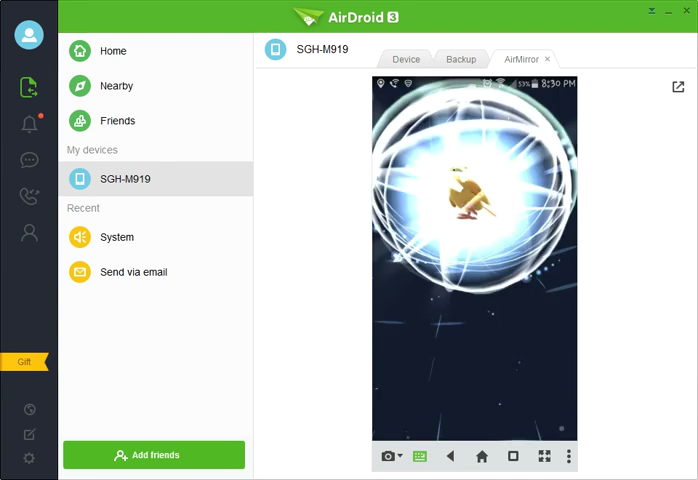 AirDroid 3
SGH-M919
Home
Nearby
Friends
My devices
SGH-M919
Recent
System
Send via email
Gift
Add friends
Device
Backup
AirMirror
53%
8:30 PM